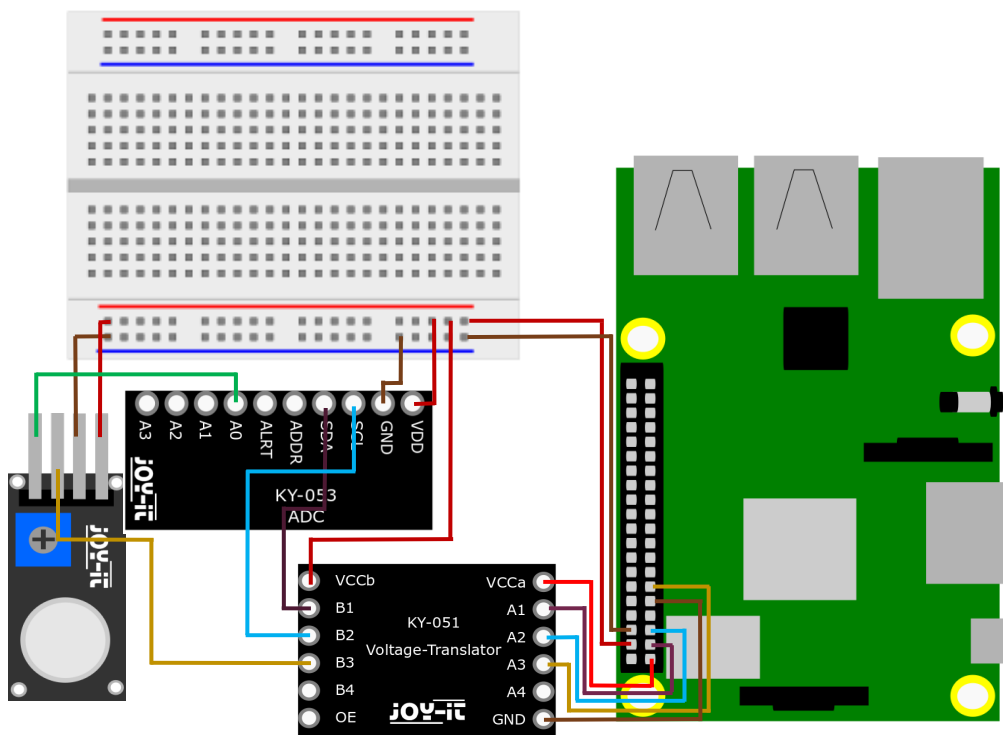 A3
A2
A1
A0
ALRT
ADDR
SDA
SCL
GND
VDD
JOY-iT
KY-053
ADC
JOY-iT
VCCb
B1
B2
B3
B4
OE
KY-051
Voltage-Translator
JOY-iT
VCCa
A1
A2
A3
A4
GND